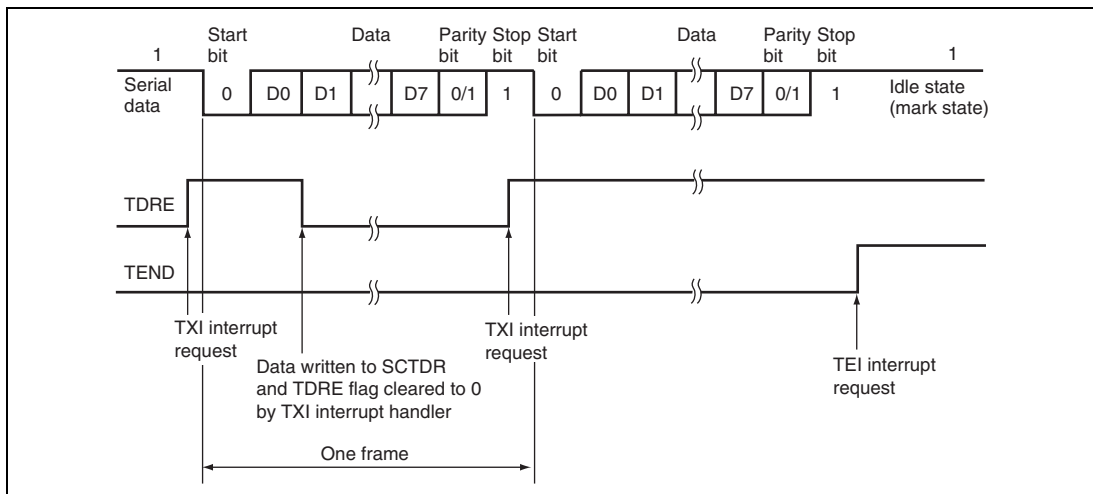 1
Start bit
Data
Parity bit
Stop bit
Start bit
Data
Parity bit
Stop bit
1
Serial data
0
D0
D1
D7
0/1
1
0
D0
D1
D7
0/1
1
Idle state
(mark state)
TDRE
TEND
TXI interrupt
request
Data written to SCTDR
and TDRE flag cleared to 0
by TXI interrupt handler
TXI interrupt
request
TEI interrupt
request
One frame